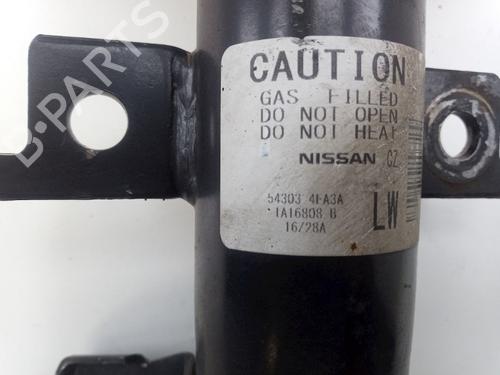 CAUTION
GAS FILLED
DO NOT OPEN
DO NOT HEAT
NISSAN CZ
54303 4EA3A
1A16808 B
LW
16/28A
B-PARTS